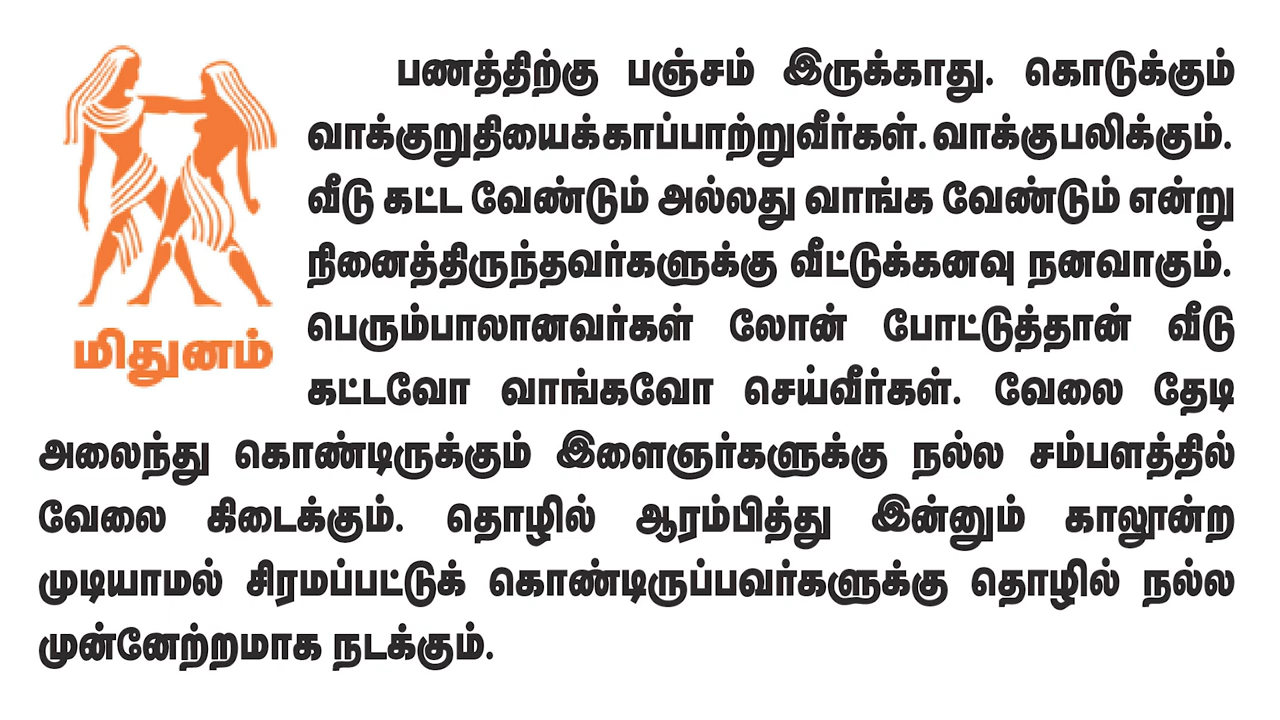 பணத்திற்கு பஞ்சம் இருக்காது. கொடுக்கும்
வாக்குறுதியைக்காப்பாற்றுவீர்கள். வாக்குபலிக்கும்.
வீடு கட்ட வேண்டும் அல்லது வாங்க வேண்டும் என்று
நினைத்திருந்தவர்களுக்கு வீட்டுக்கனவு நனவாகும்.
பெரும்பாலானவர்கள் லோன் போட்டுத்தான் வீடு
கட்டவோ வாங்கவோ செய்வீர்கள். வேலை தேடி
மிதுனம்
அலைந்து கொண்டிருக்கும் இளைஞர்களுக்கு நல்ல சம்பளத்தில்
வேலை கிடைக்கும். தொழில் ஆரம்பித்து இன்னும் காலூன்ற
முடியாமல் சிரமப்பட்டுக் கொண்டிருப்பவர்களுக்கு தொழில் நல்ல
முன்னேற்றமாக நடக்கும்.